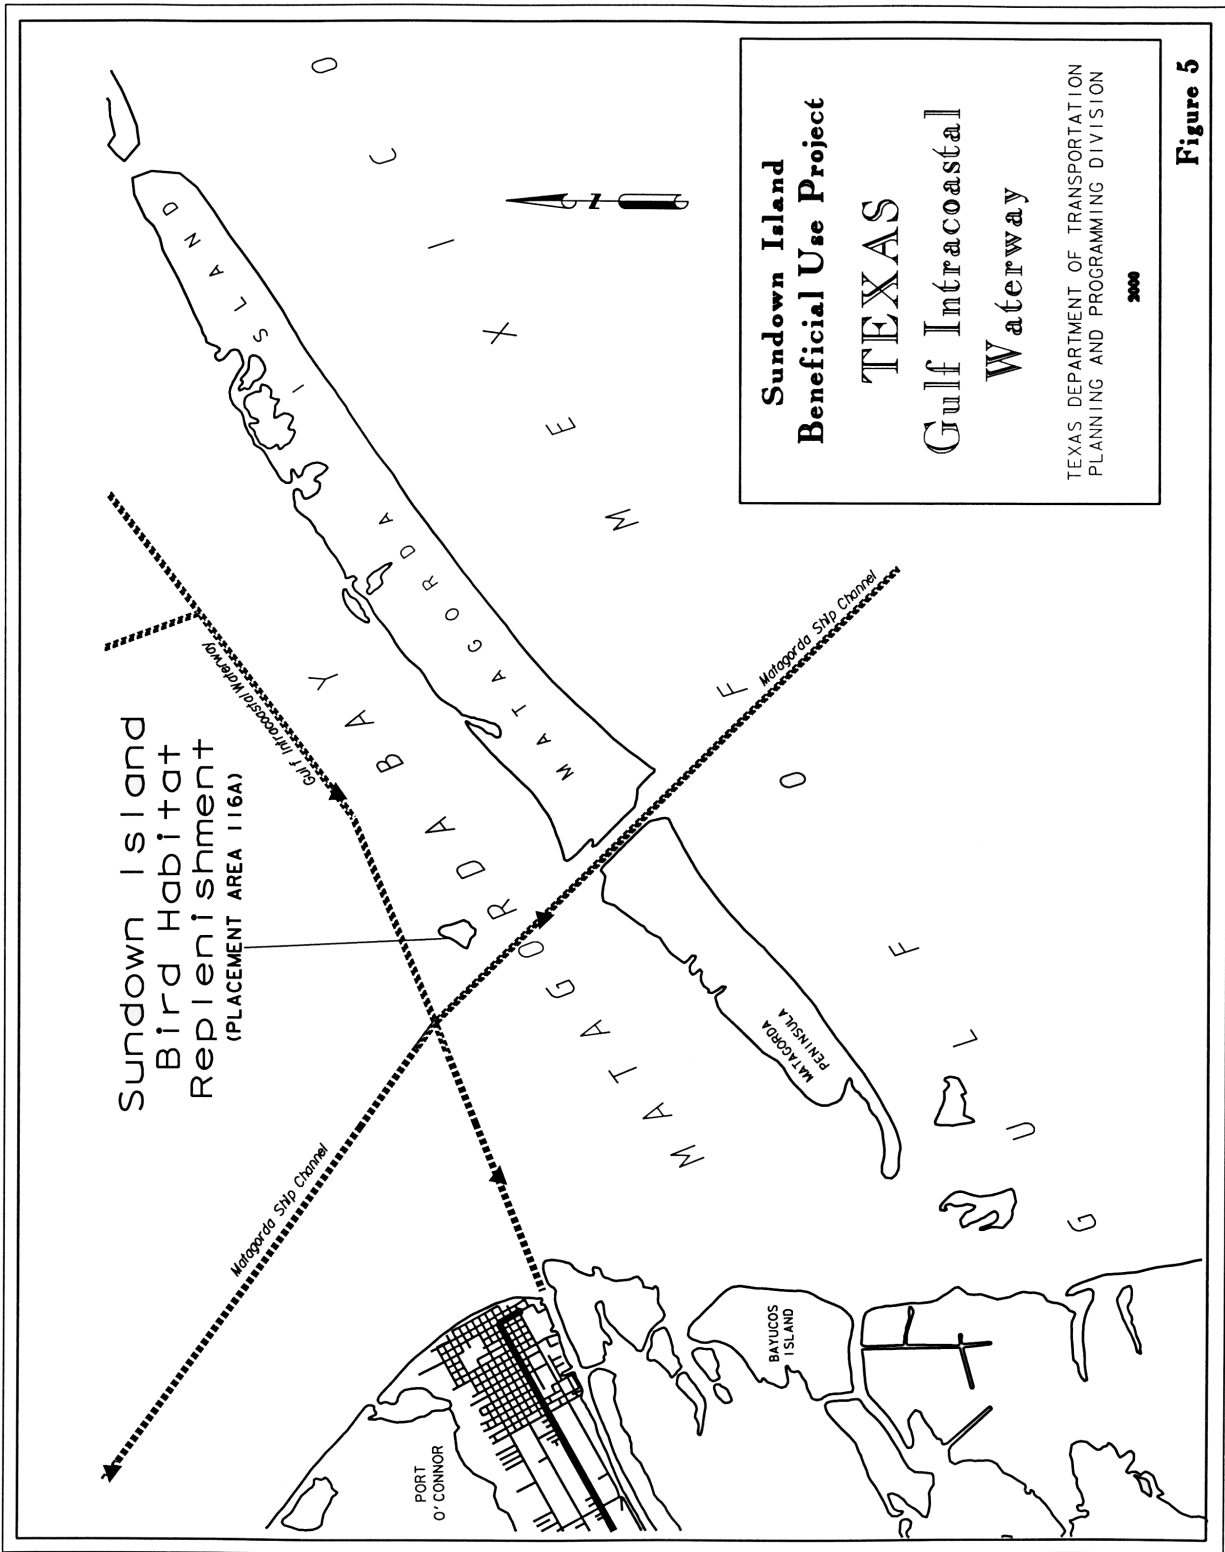 Sundown Island
Bird Habitat
Replenishment
(PLACEMENT AREA 116A)
Matagorda Ship Channel
Gulf Intracoastal Waterway
MATAGORDA BAY
MATAGORDA ISLAND
Matagorda Ship Channel
MATAGORDA
PENINSULA
GULF OF MEXICO
PORT
O'CONNOR
BAYUCOS
ISLAND
N
Sundown Island
Beneficial Use Project
TEXAS
Gulf Intracoastal
Waterway
TEXAS DEPARTMENT OF TRANSPORTATION
PLANNING AND PROGRAMMING DIVISION
2000
Figure 5